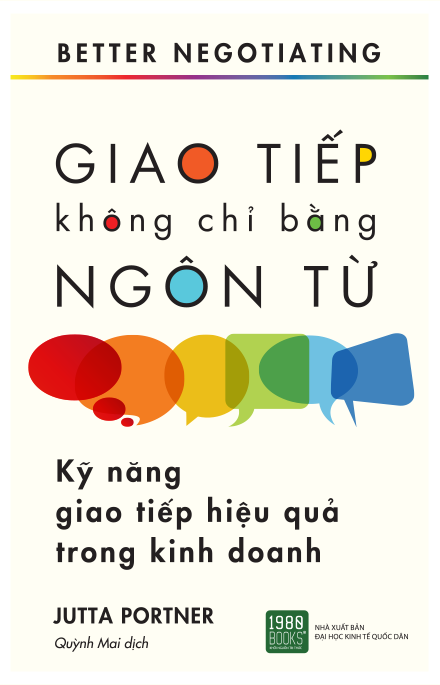 BETTER NEGOTIATING
GIAO TIẾP
không chỉ bằng
NGÔN TỪ
Kỹ năng
giao tiếp hiệu quả
trong kinh doanh
JUTTA PORTNER
Quỳnh Mai dịch
1980
BOOKS®
NHÀ XUẤT BẢN
ĐẠI HỌC KINH TẾ QUỐC DÂN